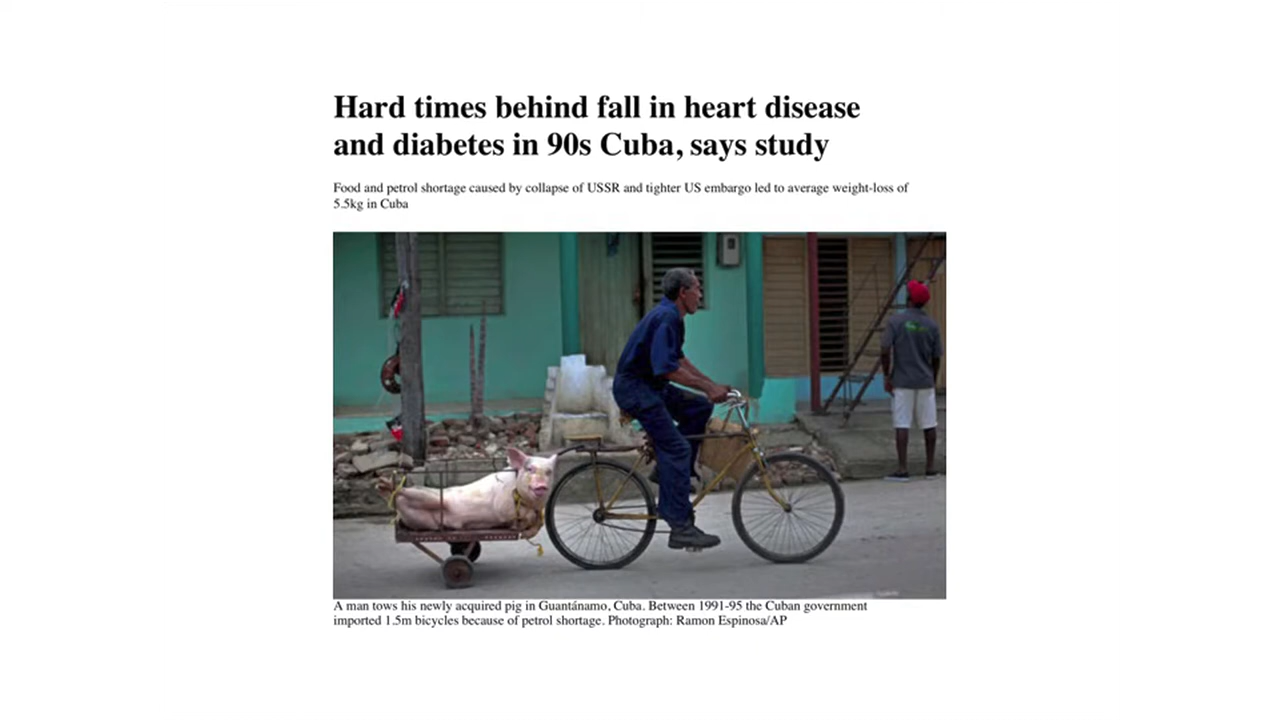 Hard times behind fall in heart disease
and diabetes in 90s Cuba, says study
Food and petrol shortage caused by collapse of USSR and tighter US embargo led to average weight-loss of
5.5kg in Cuba
A man tows his newly acquired pig in Guantánamo, Cuba. Between 1991-95 the Cuban government
imported 1.5m bicycles because of petrol shortage. Photograph: Ramon Espinosa/AP